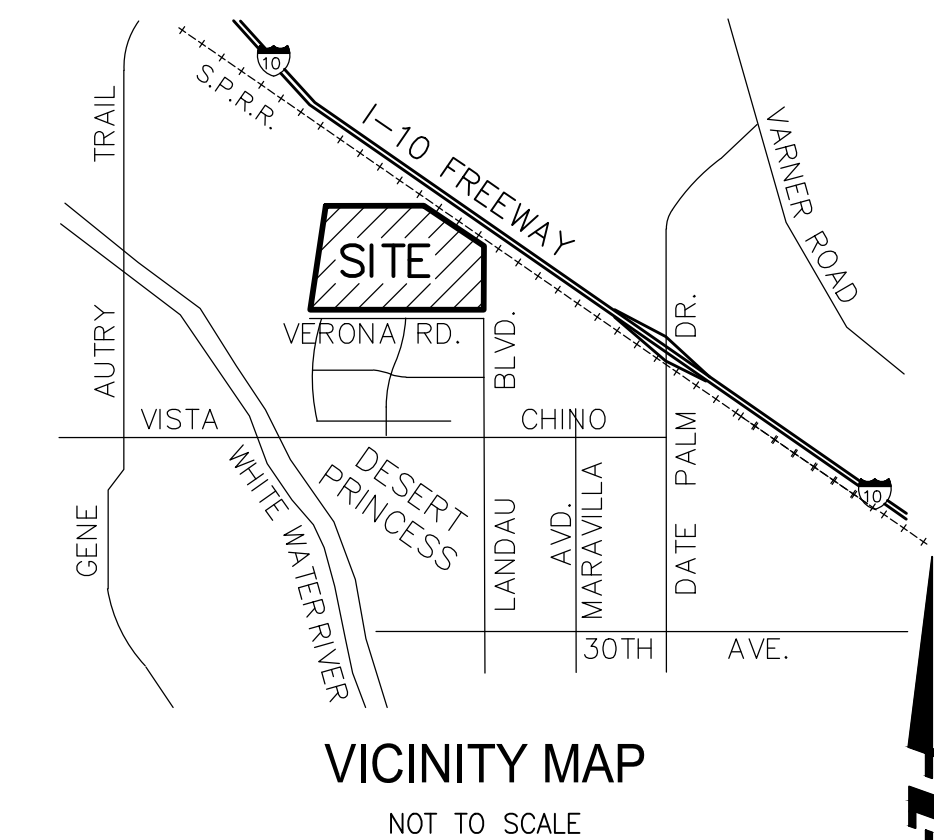 10
S.P.R.R.
I-10 FREEWAY
VARNER ROAD
GENE AUTRY TRAIL
SITE
VERONA RD.
LANDAU BLVD.
DATE PALM DR.
VISTA CHINO
WHITE WATER RIVER
DESERT
PRINCESS
AVD.
MARAVILLA
10
30TH AVE.
VICINITY MAP
NOT TO SCALE